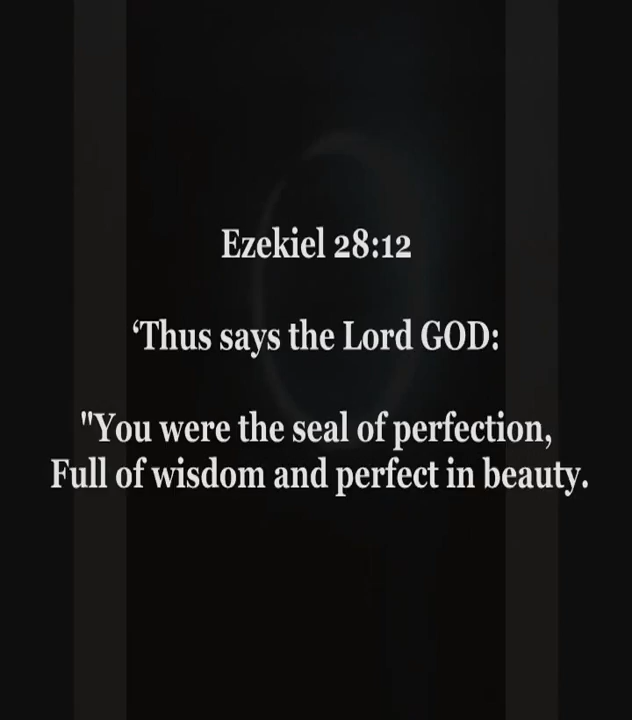 Ezekiel 28:12
‘Thus says the Lord GOD:
"You were the seal of perfection,
Full of wisdom and perfect in beauty.